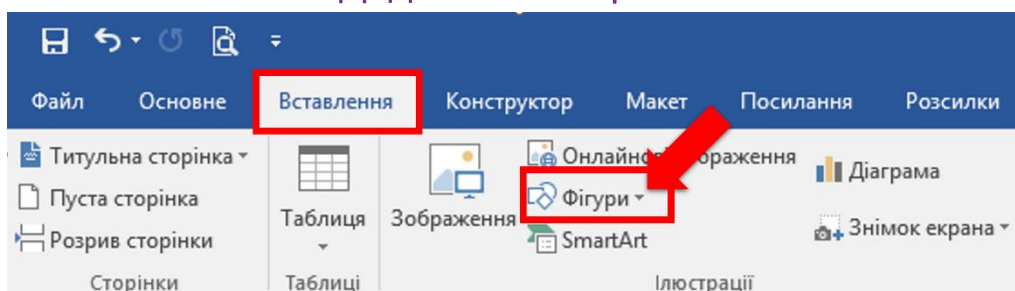 Файл Основне Вставлення Конструктор Макет Посилання Розсилки
Титульна сторінка
Пуста сторінка
Розрив сторінки
Сторінки
Таблиця
Таблиці
Зображення
Фігури
SmartArt
Діаграма
Знімок екрана
Ілюстрації